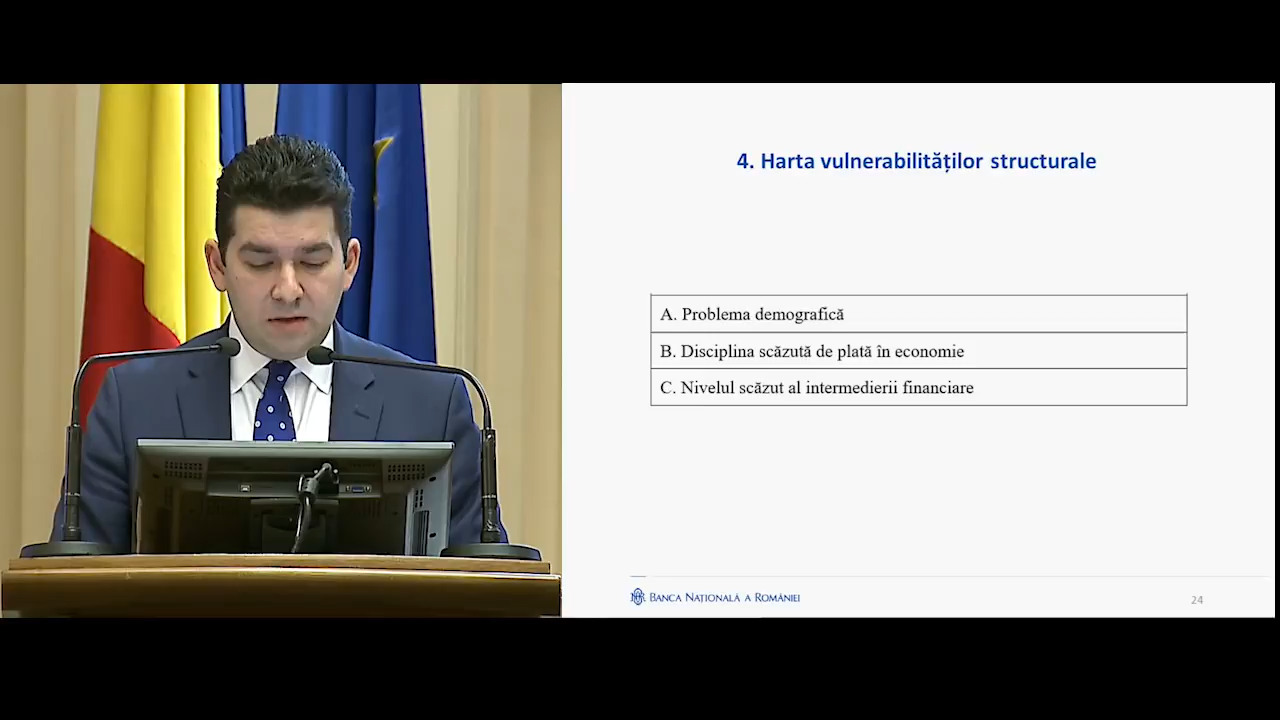 4. Harta vulnerabilităților structurale
A. Problema demografică
B. Disciplina scăzută de plată în economie
C. Nivelul scăzut al intermedierii financiare
BANCA NAȚIONALĂ A ROMÂNIEI
24